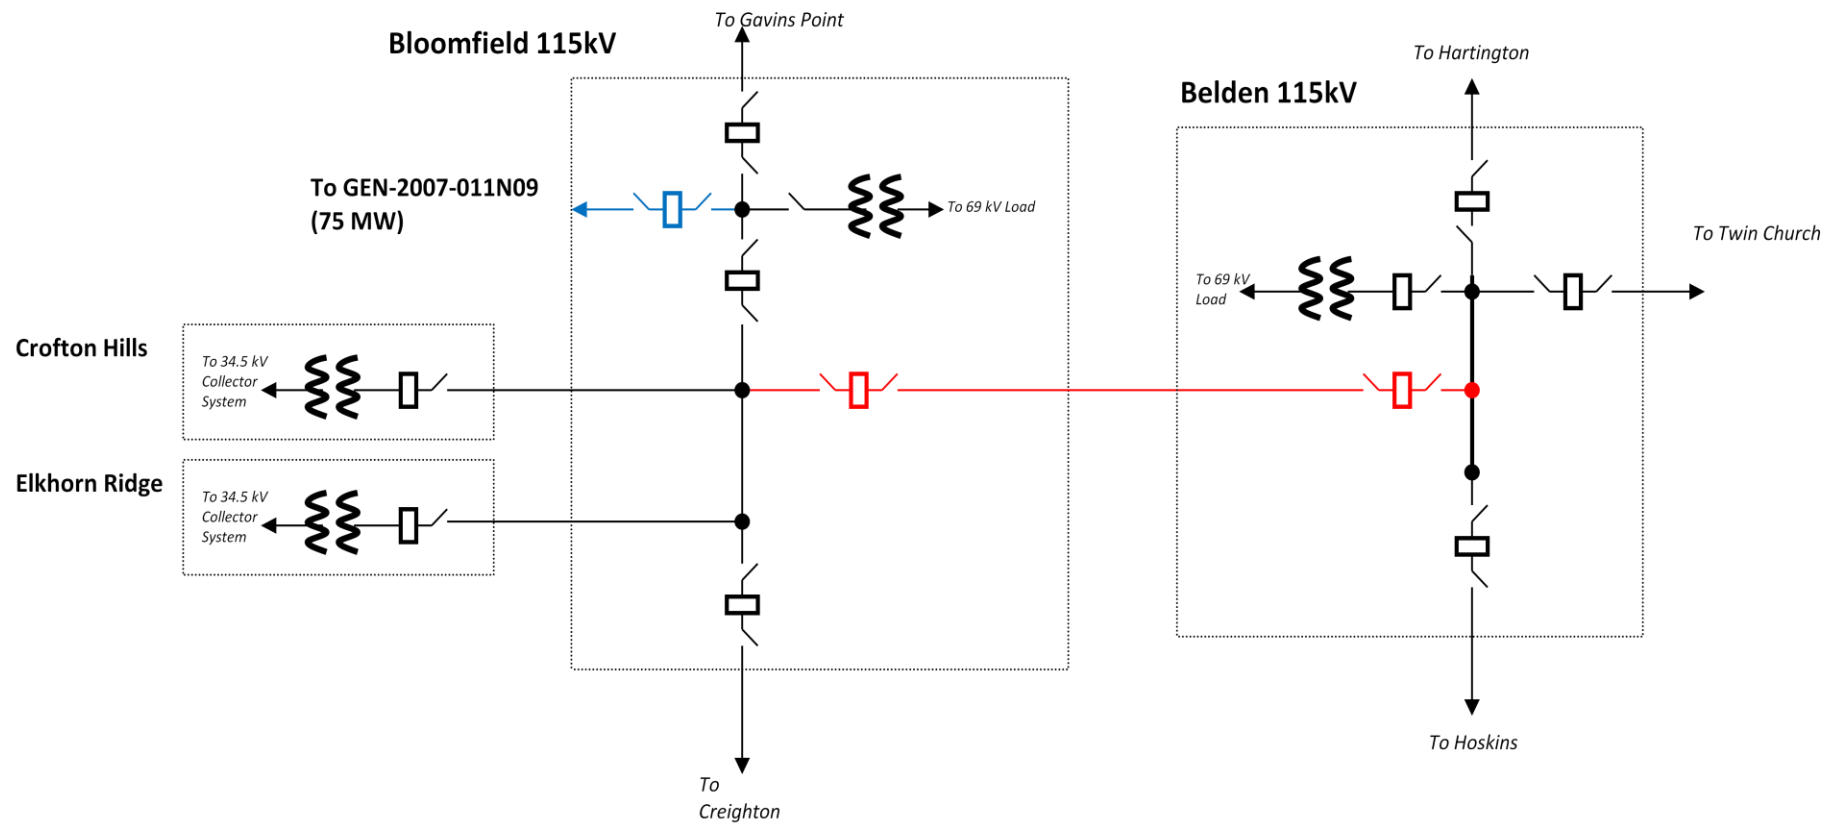 To Gavins Point
Bloomfield 115kV
To Hartington
Belden 115kV
To GEN-2007-011N09
(75 MW)
To 69 kV Load
To Twin Church
To 69 kV
Load
Crofton Hills
To 34.5 kV
Collector
System
Elkhorn Ridge
To 34.5 kV
Collector
System
To Hoskins
To
Creighton